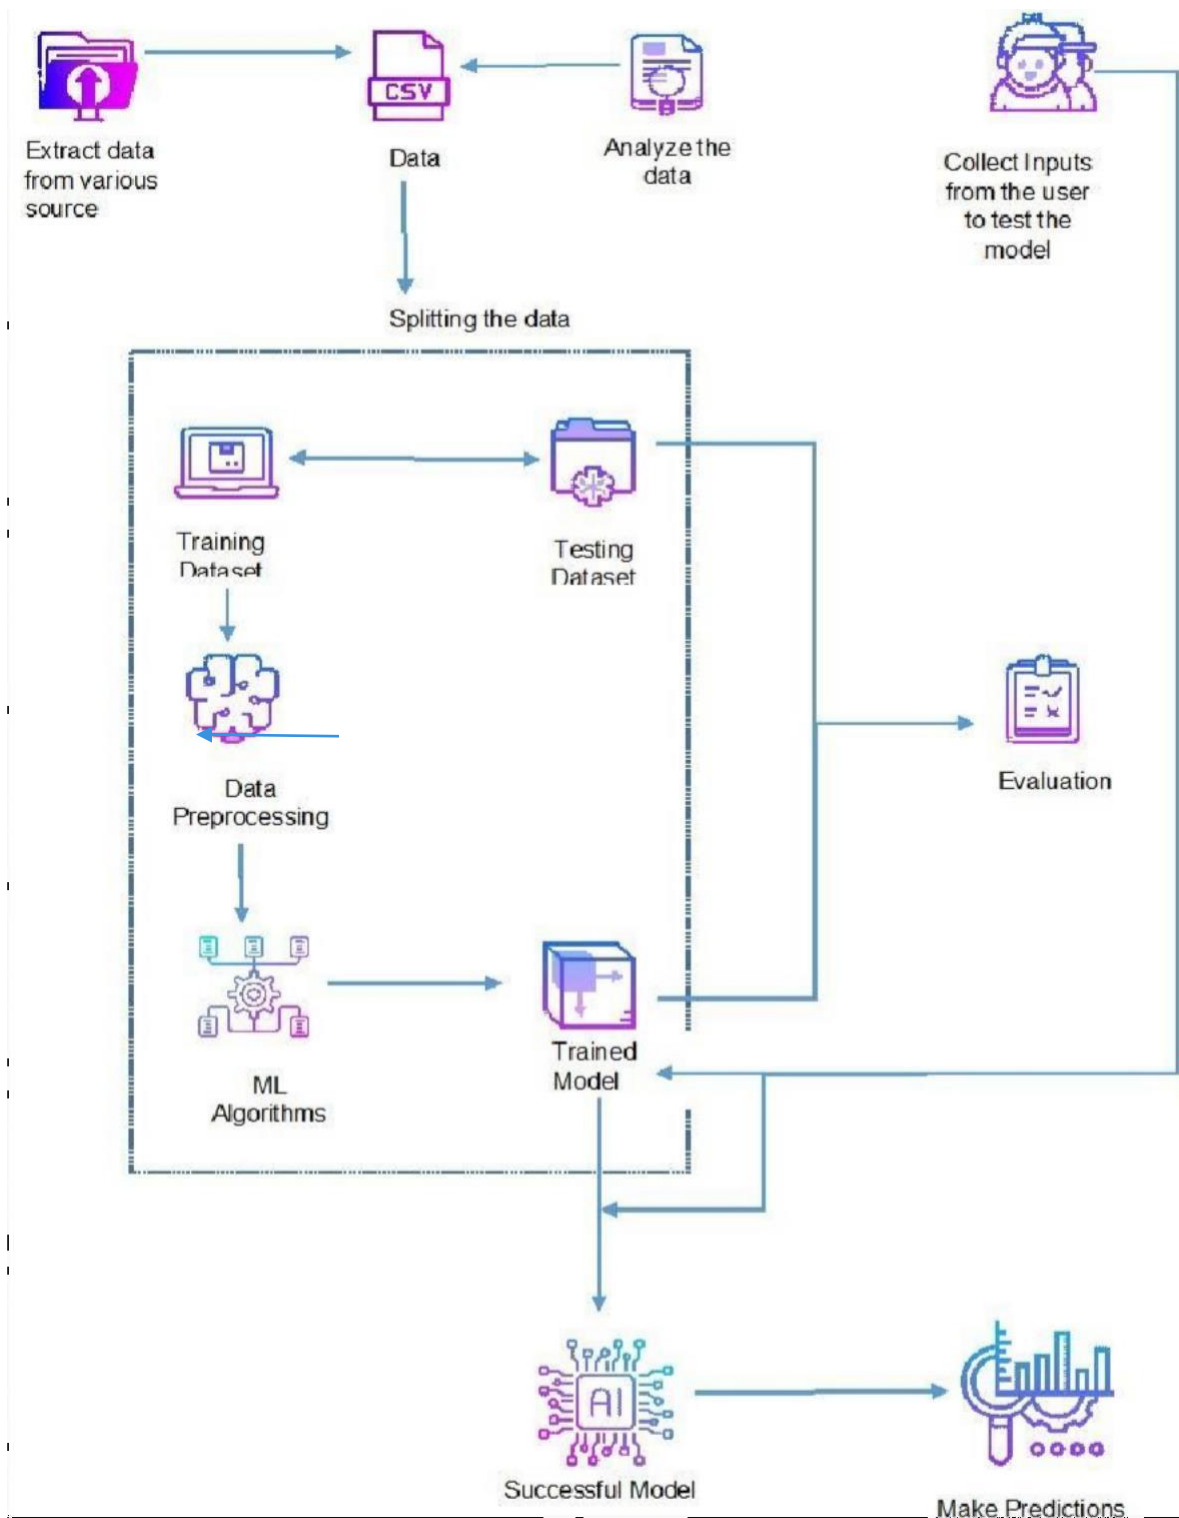 Extract data
from various
source
CSV
Data
Analyze the
data
Collect Inputs
from the user
to test the
model
Splitting the data
Training
Dataset
Testing
Dataset
Data
Preprocessing
Evaluation
ML
Algorithms
Trained
Model
AI
Successful Model
Make Predictions